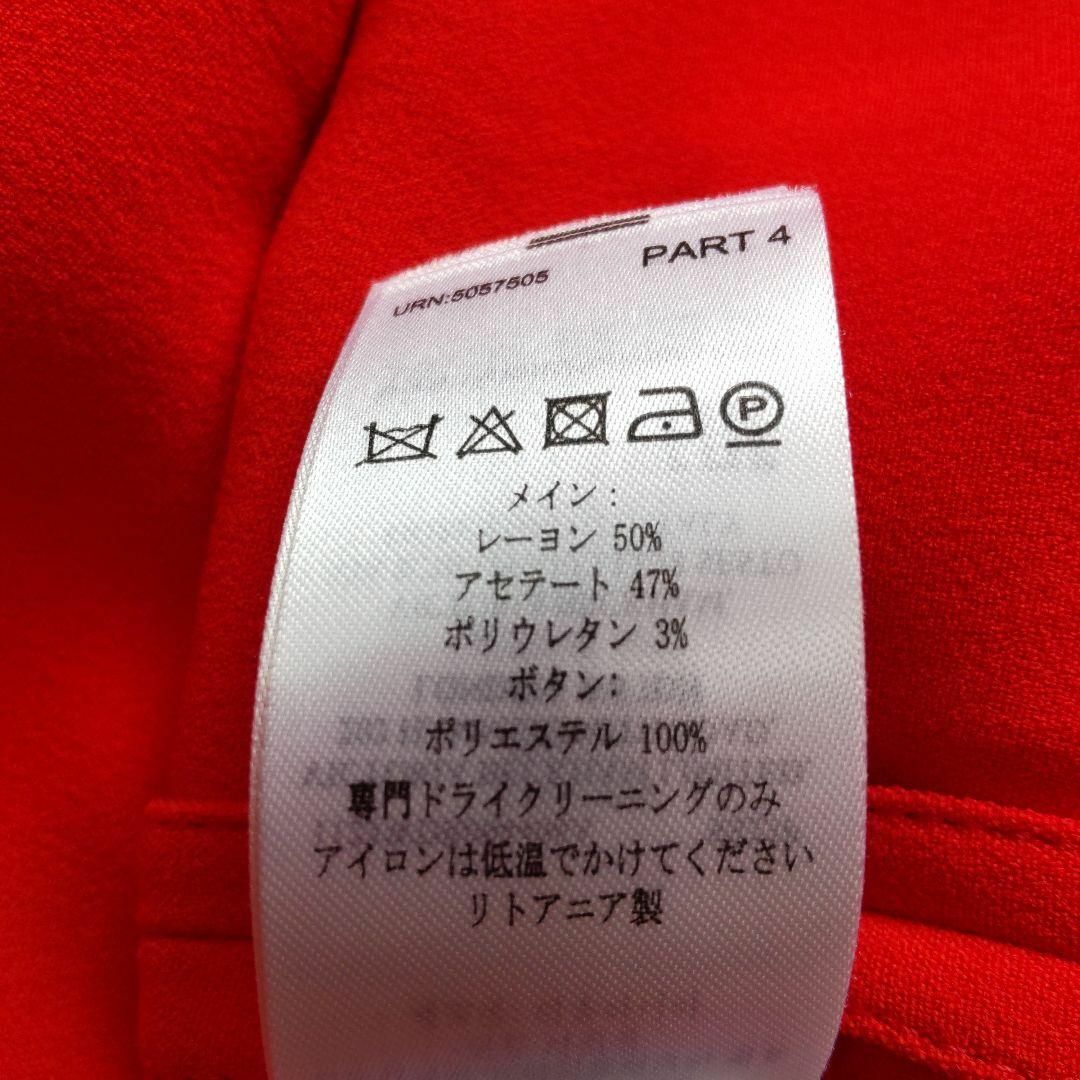 PART 4
URN:5057505
P
メイン:
レーヨン 50%
アセテート 47%
ポリウレタン 3%
ボタン:
ポリエステル 100%
専門ドライクリーニングのみ
アイロンは低温でかけてください
リトアニア製